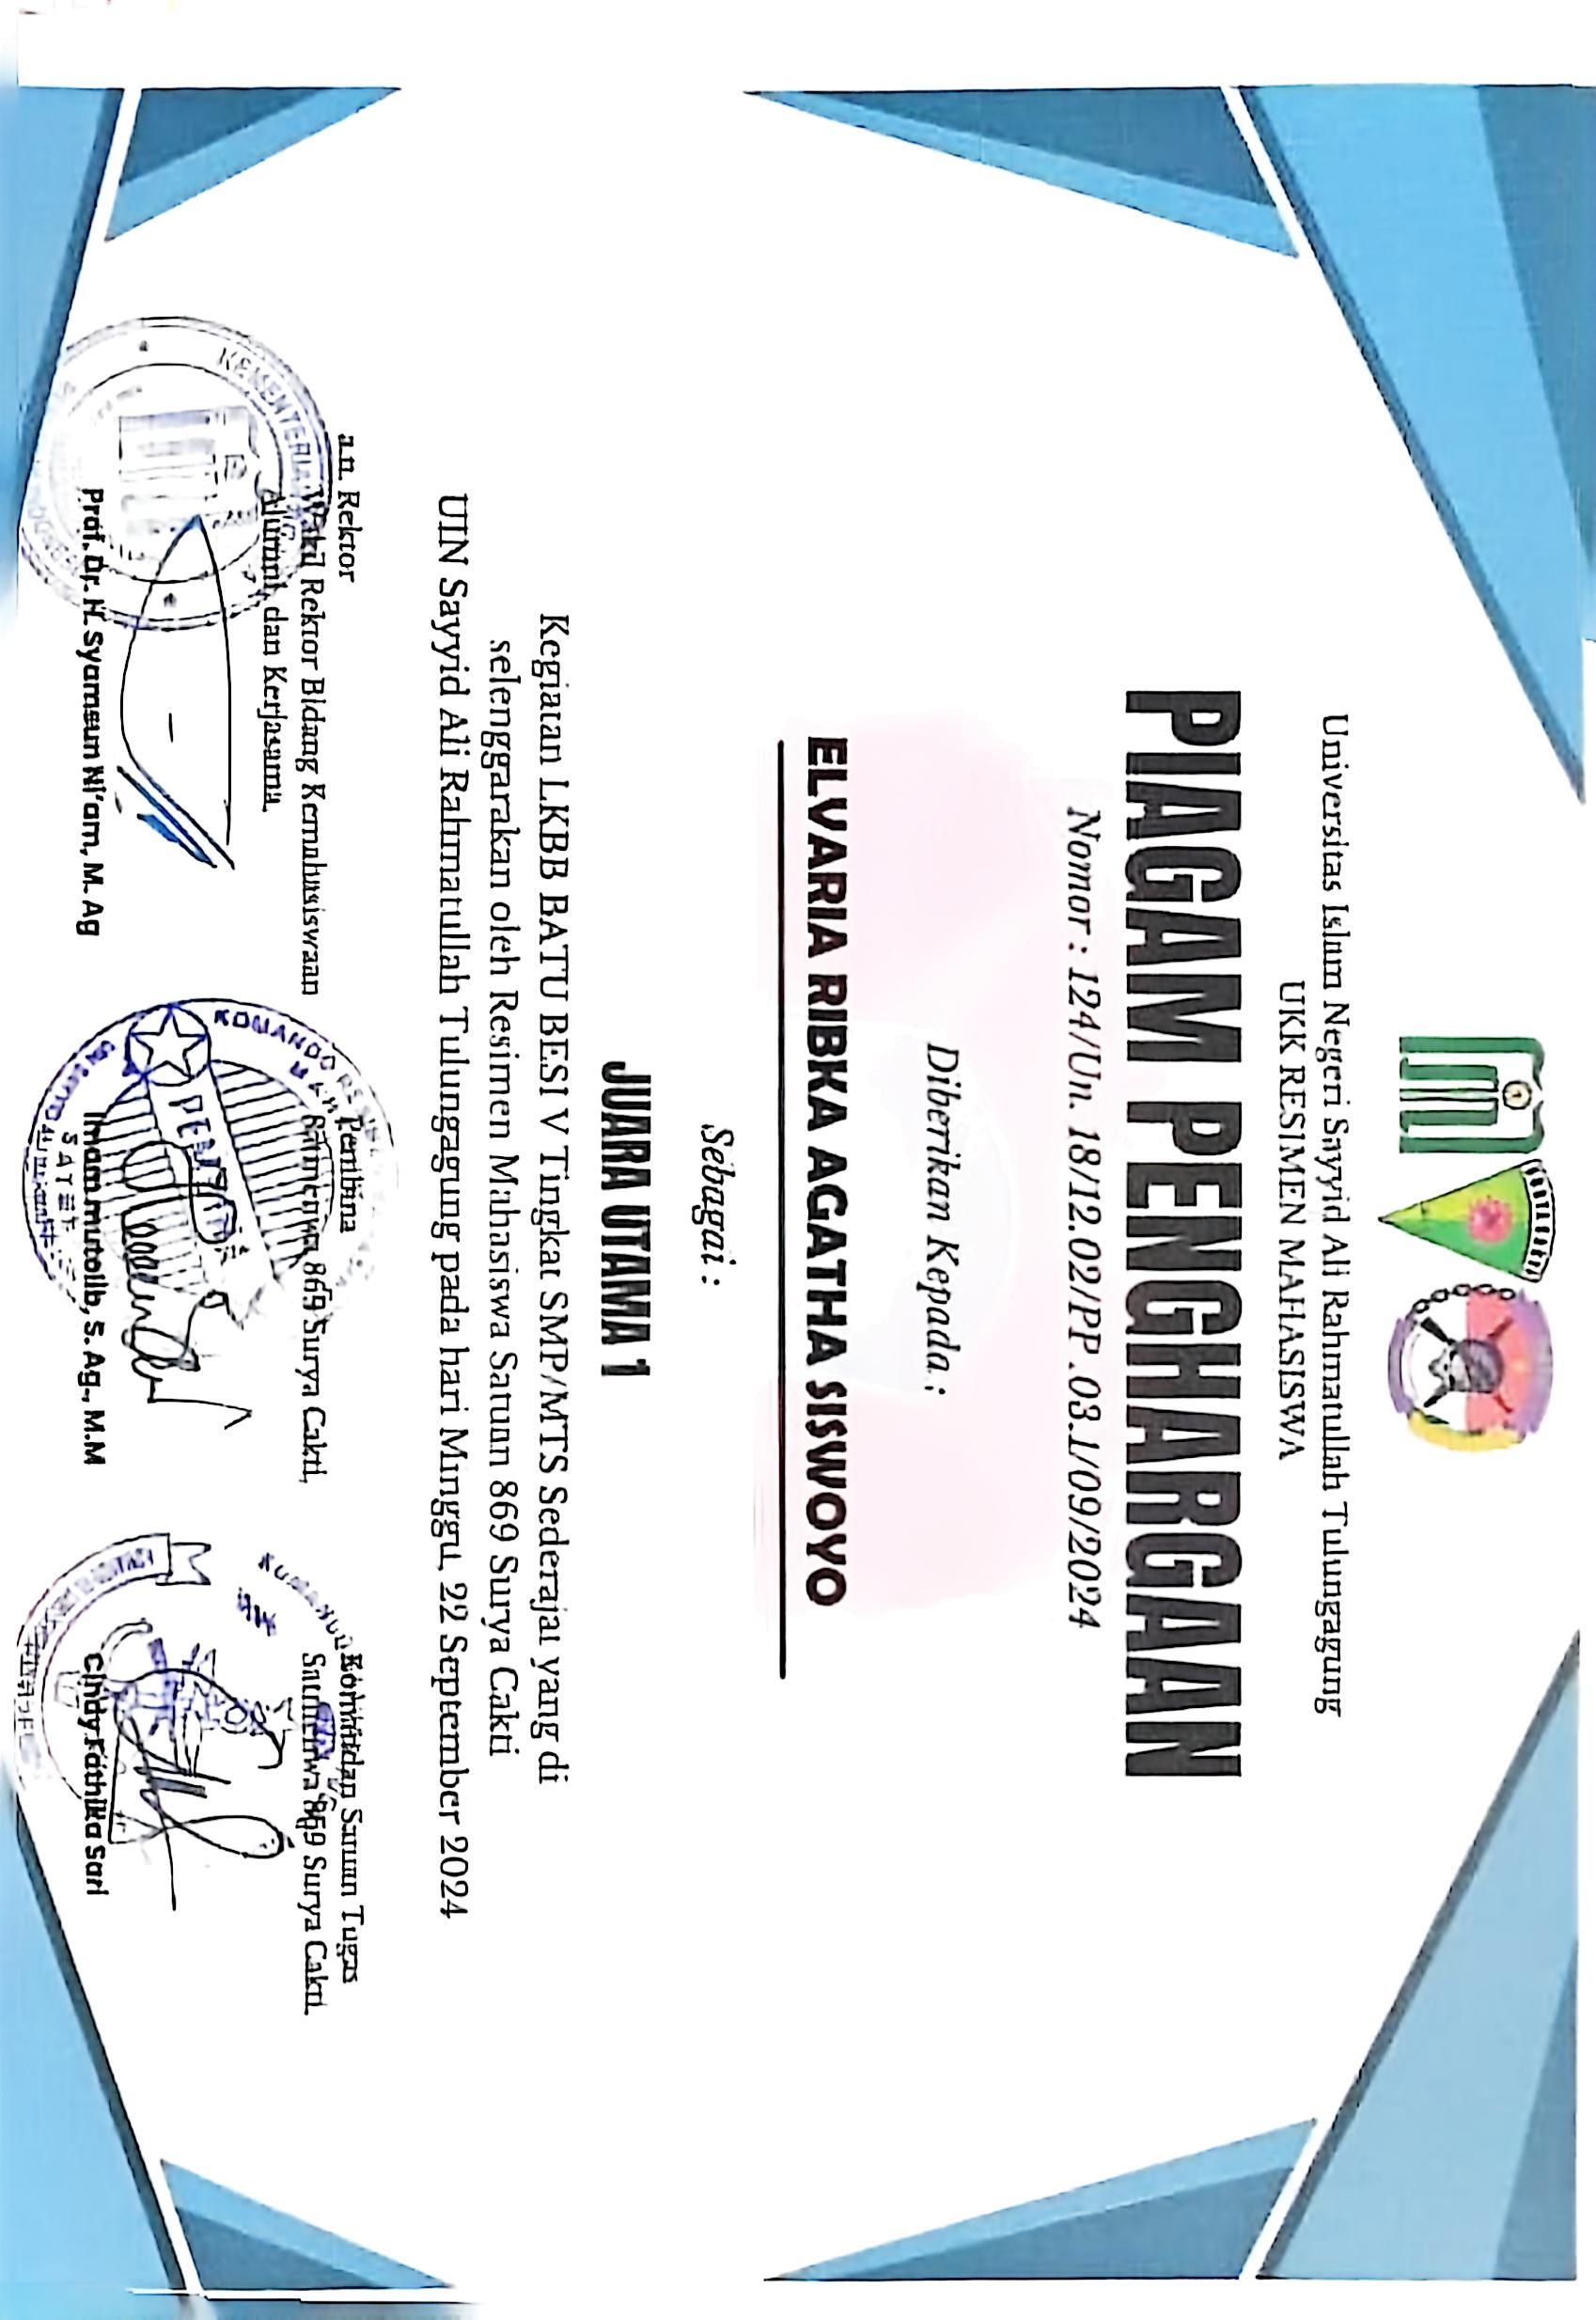 Universitas Islam Negeri Sayyid Ali Rahmatullah Tulungagung
UKK RESIMEN MAHASISWA
PIAGAM PENGHARGAAN
Nomor : 124/Un. 18/12.02/PP .03.1/09/2024
Diberikan Kepada :
ELVARIA RIBKA AGATHA SISWOYO
Sebagai :
JUARA UTAMA 1
Kegiatan LKBB BATU BESI V Tingkat SMP/MTS Sederajat yang di
selenggarakan oleh Resimen Mahasiswa Satuan 869 Surya Cakti
UIN Sayyid Ali Rahmatullah Tulungagung pada hari Minggu, 22 September 2024
a.n. Rektor
Wakil Rektor Bidang Kemahasiswaan
Alumni, dan Kerjasama,
Prof. Dr. H. Syamsun Ni'am, M. Ag
Pembina
Satmenwa 869 Surya Cakti,
Imam mutolib, S. Ag., M.M
Komandan Satuan Tugas
Satmenwa 869 Surya Cakti,
Cindy Fathika Sari